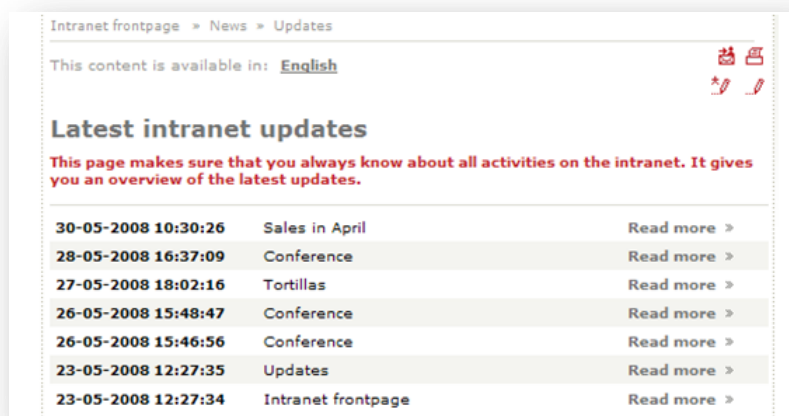 Intranet frontpage » News » Updates
This content is available in: English
Latest intranet updates
This page makes sure that you always know about all activities on the intranet. It gives
you an overview of the latest updates.
30-05-2008 10:30:26 Sales in April Read more »
28-05-2008 16:37:09 Conference Read more »
27-05-2008 18:02:16 Tortillas Read more »
26-05-2008 15:48:47 Conference Read more »
26-05-2008 15:46:56 Conference Read more »
23-05-2008 12:27:35 Updates Read more »
23-05-2008 12:27:34 Intranet frontpage Read more »